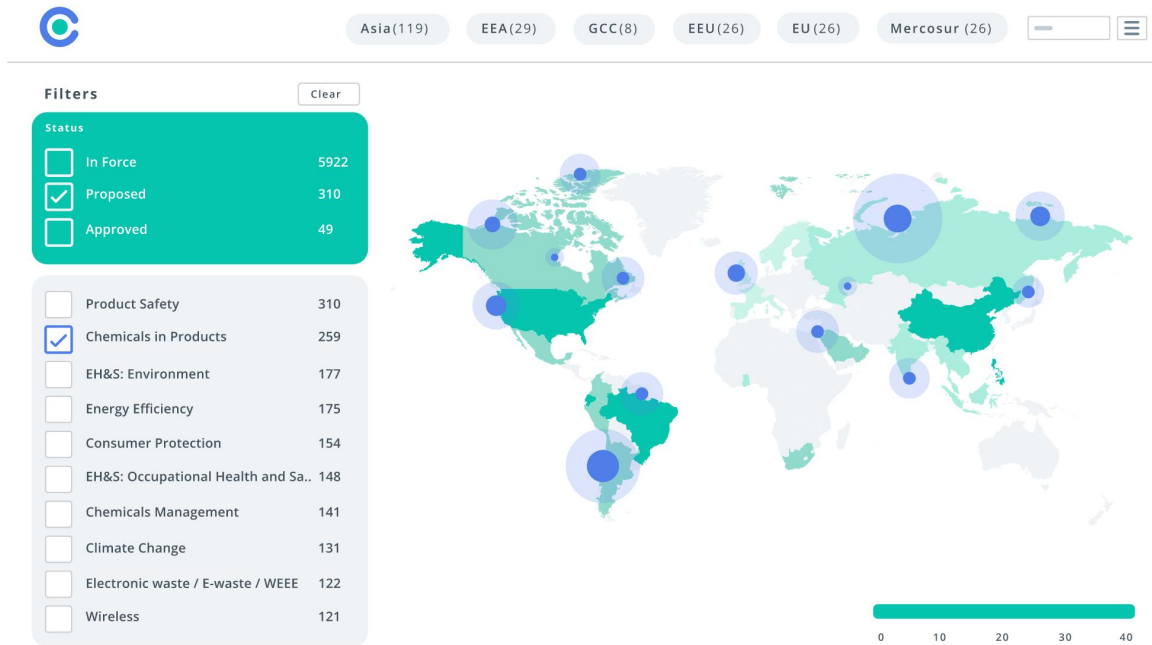 Asia(119) EEA(29) GCC(8) EEU(26) EU(26) Mercosur (26)
Filters Clear
Status
In Force 5922
Proposed 310
Approved 49
Product Safety 310
Chemicals in Products 259
EH&S: Environment 177
Energy Efficiency 175
Consumer Protection 154
EH&S: Occupational Health and Sa.. 148
Chemicals Management 141
Climate Change 131
Electronic waste / E-waste / WEEE 122
Wireless 121
0 10 20 30 40